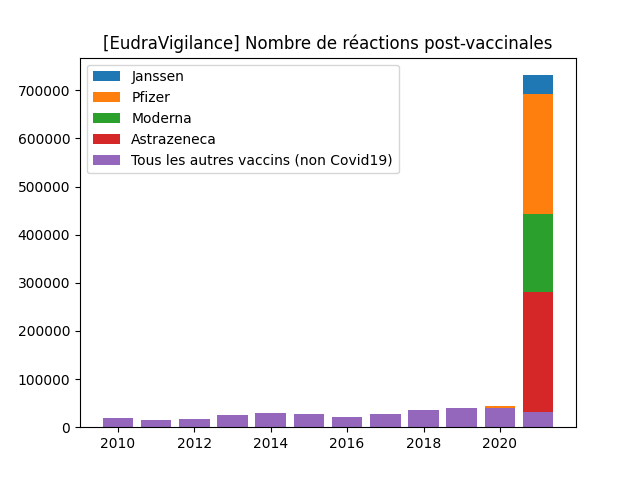 [EudraVigilance] Nombre de réactions post-vaccinales
Janssen
Pfizer
Moderna
Astrazeneca
Tous les autres vaccins (non Covid19)
700000
600000
500000
400000
300000
200000
100000
0
2010
2012
2014
2016
2018
2020